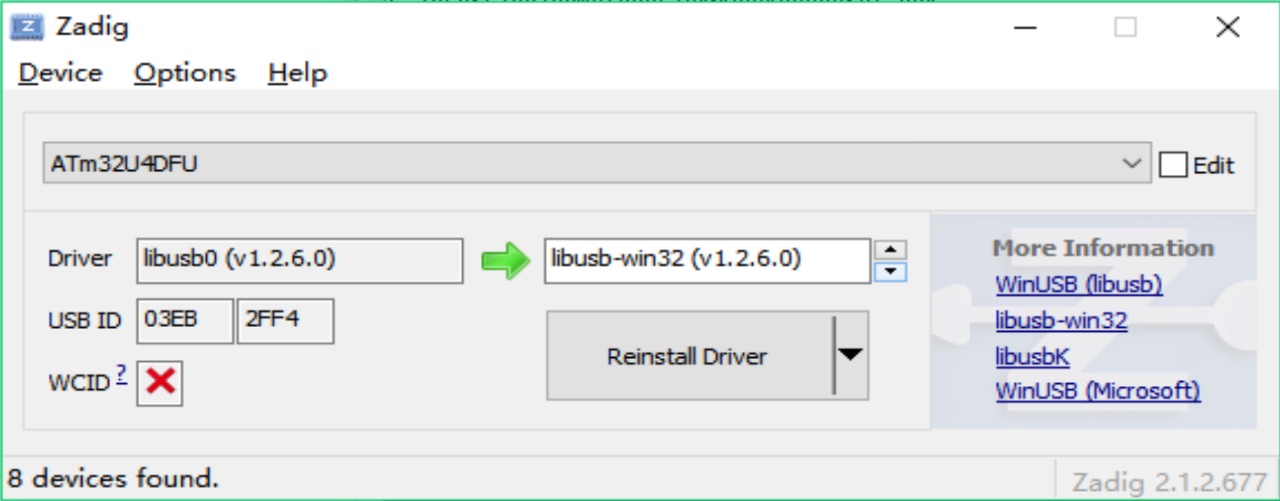 Zadig
Device Options Help
ATm32U4DFU
Edit
Driver libusb0 (v1.2.6.0) libusb-win32 (v1.2.6.0)
USB ID 03EB 2FF4
WCID ?
Reinstall Driver
More Information
WinUSB (libusb)
libusb-win32
libusbK
WinUSB (Microsoft)
8 devices found.
Zadig 2.1.2.677